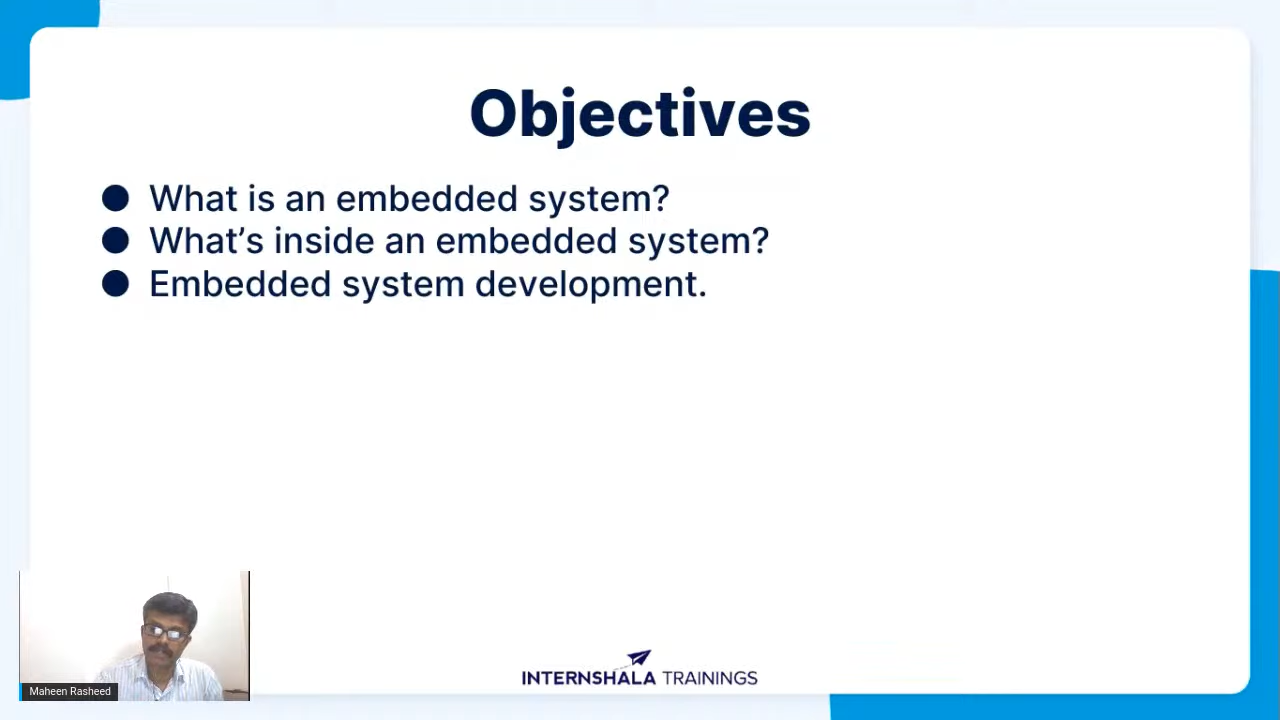 Objectives
● What is an embedded system?
● What’s inside an embedded system?
● Embedded system development.
Maheen Rasheed
INTERNSHALA TRAININGS